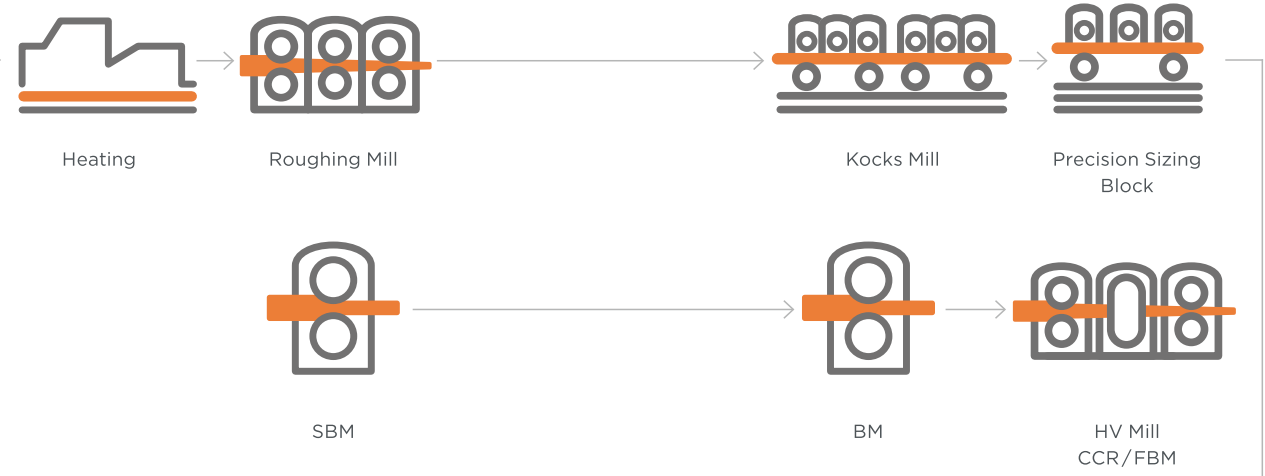 Heating
Roughing Mill
Kocks Mill
Precision Sizing
Block
SBM
BM
HV Mill
CCR/FBM